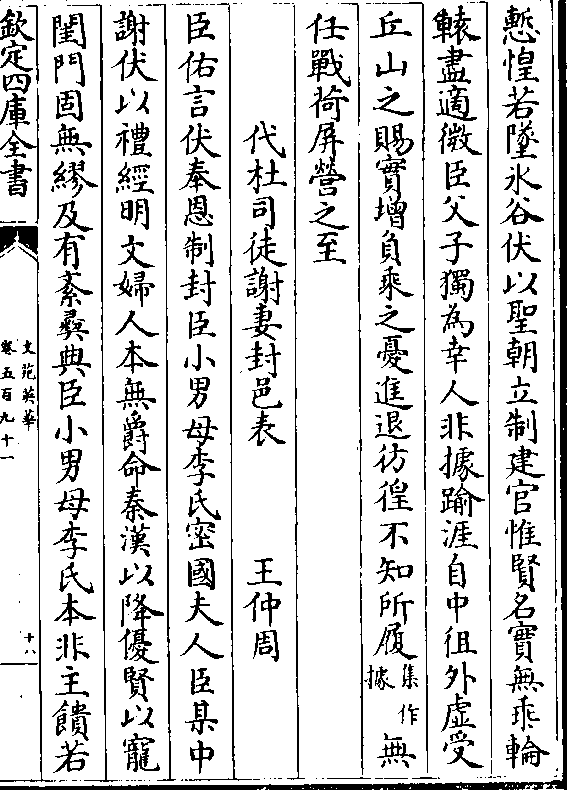 慙惶若墜氷谷伏以聖朝立制建官惟賢名實無乖輪
轅盡適微臣父子獨為幸人非據踰涯自中徂外虚受
丘山之賜實增負乘之憂進退彷徨不知所履集作據無
任戰荷屏營之至
代杜司徒謝妻封邑表 王仲周
臣佑言伏奉恩制封臣小男母李氏密國夫人臣某中
謝伏以禮經明文婦人本無爵命秦漢以降優賢以寵
閨門固無繆及有紊彞典臣小男母李氏本非主饋若
欽定四庫全書
文苑英華
卷五百九十一
十八